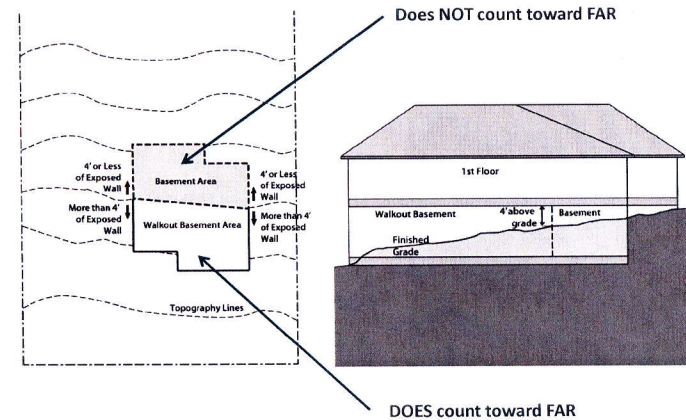 Does NOT count toward FAR
4' or Less
of Exposed
Wall
Basement Area
4' or Less
of Exposed
Wall
More than 4'
of Exposed
Wall
Walkout Basement Area
More than 4'
of Exposed
Wall
Topography Lines
1st Floor
Walkout Basement
4' above
grade
Basement
Finished
Grade
DOES count toward FAR